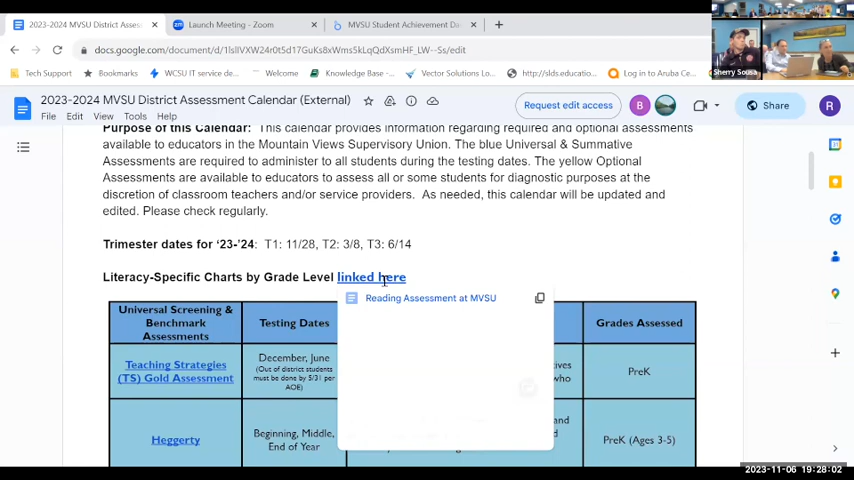 2023-2024 MVSU District Assess
Launch Meeting - Zoom
MVSU Student Achievement Da
docs.google.com/document/d/1lsllVXW24r0t5d17GuKs8xWms5kLqQdXsmHF_LW--Ss/edit
Tech Support
Bookmarks
WCSU IT service de...
Welcome
Knowledge Base -...
Vector Solutions Lo...
http://slds.educatio...
Log in to Aruba Ce...
Sherry Sousa
2023-2024 MVSU District Assessment Calendar (External)
File Edit View Tools Help
Request edit access
B
Share
R
Purpose of this Calendar: This calendar provides information regarding required and optional assessments
available to educators in the Mountain Views Supervisory Union. The blue Universal & Summative
Assessments are required to administer to all students during the testing dates. The yellow Optional
Assessments are available to educators to assess all or some students for diagnostic purposes at the
discretion of classroom teachers and/or service providers. As needed, this calendar will be updated and
edited. Please check regularly.
Trimester dates for '23-'24: T1: 11/28, T2: 3/8, T3: 6/14
Literacy-Specific Charts by Grade Level linked here
Reading Assessment at MVSU
Universal Screening &
Benchmark
Assessments
Testing Dates
Grades Assessed
Teaching Strategies
(TS) Gold Assessment
December, June
(Out of district students
must be done by 5/31 per
AOE)
ives
who
PreK
Heggerty
Beginning, Middle,
End of Year
and
d
PreK (Ages 3-5)
2023-11-06 19:28:02